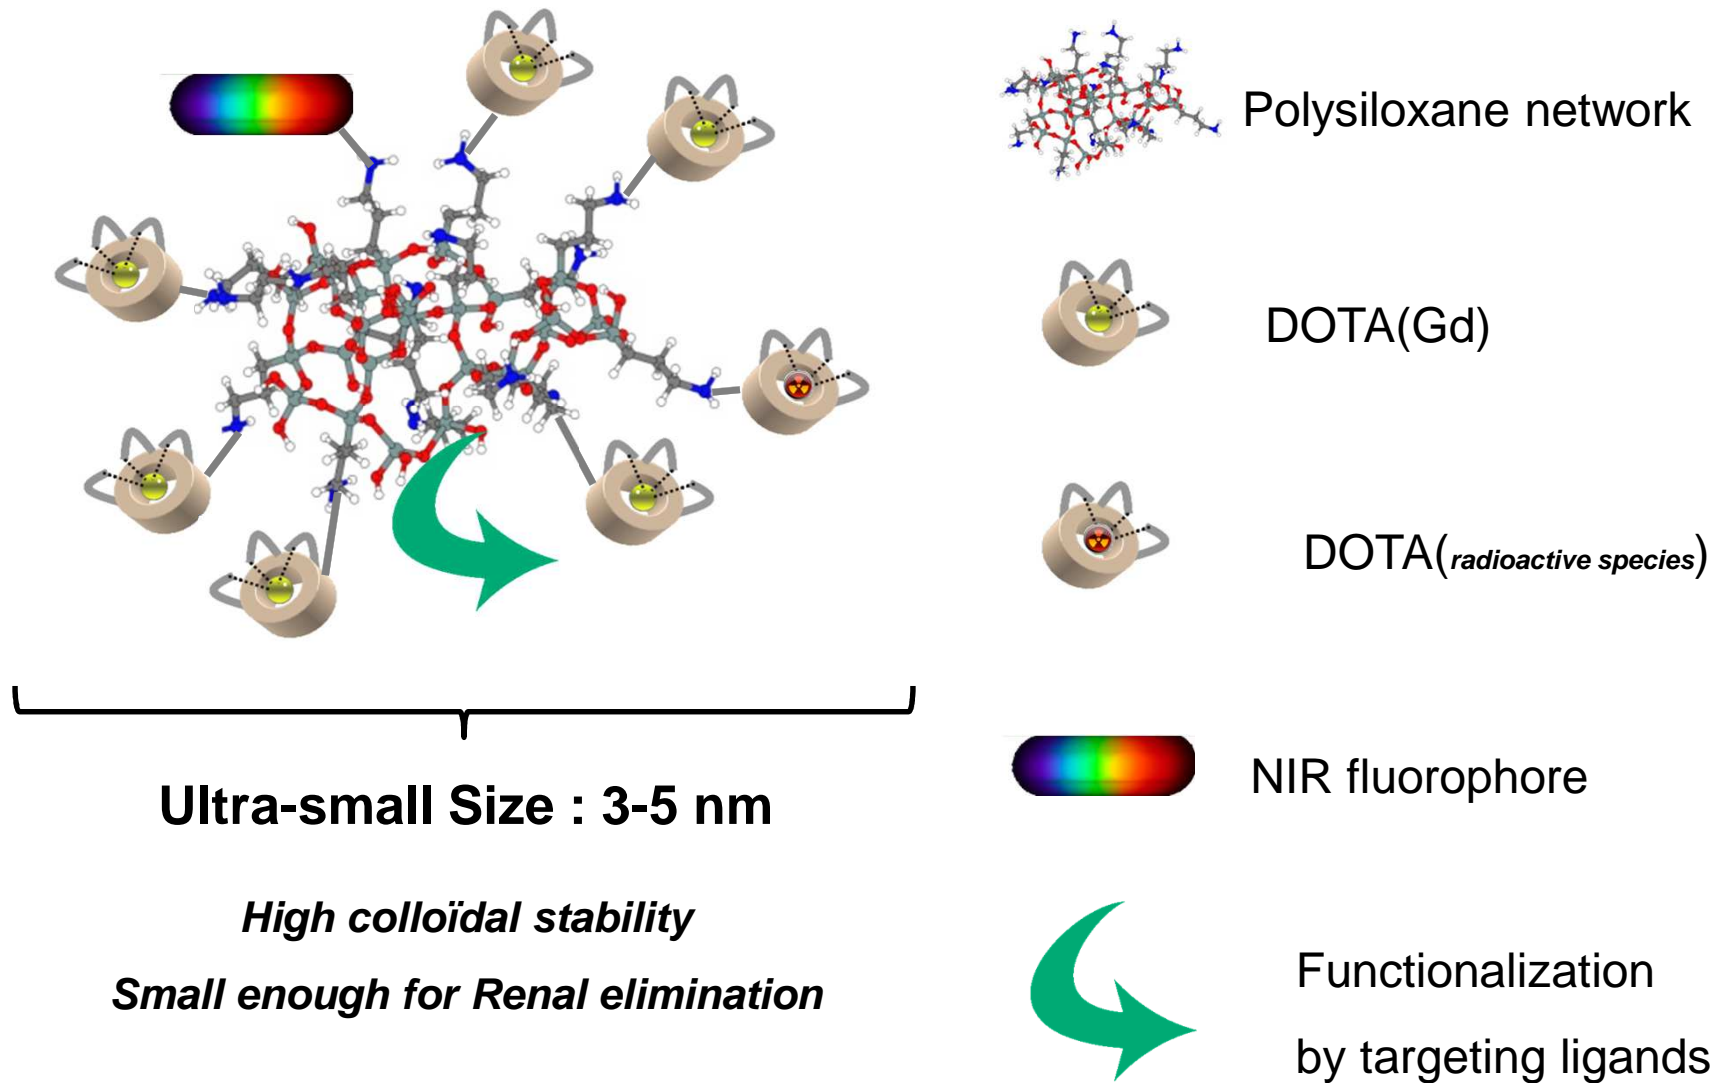 Polysiloxane network
DOTA(Gd)
DOTA(radioactive species)
NIR fluorophore
Functionalization
by targeting ligands
Ultra-small Size : 3-5 nm
High colloïdal stability
Small enough for Renal elimination